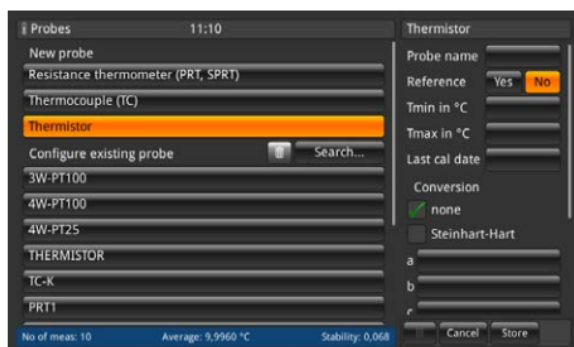 i Probes 11:10
New probe
Resistance thermometer (PRT, SPRT)
Thermocouple (TC)
Thermistor
Configure existing probe Search...
3W-PT100
4W-PT100
4W-PT25
THERMISTOR
TC-K
PRT1
No of meas: 10 Average: 9,9960 °C Stability: 0,068
Thermistor
Probe name
Reference Yes No
Tmin in °C
Tmax in °C
Last cal date
Conversion
none
Steinhart-Hart
a
b
Cancel Store